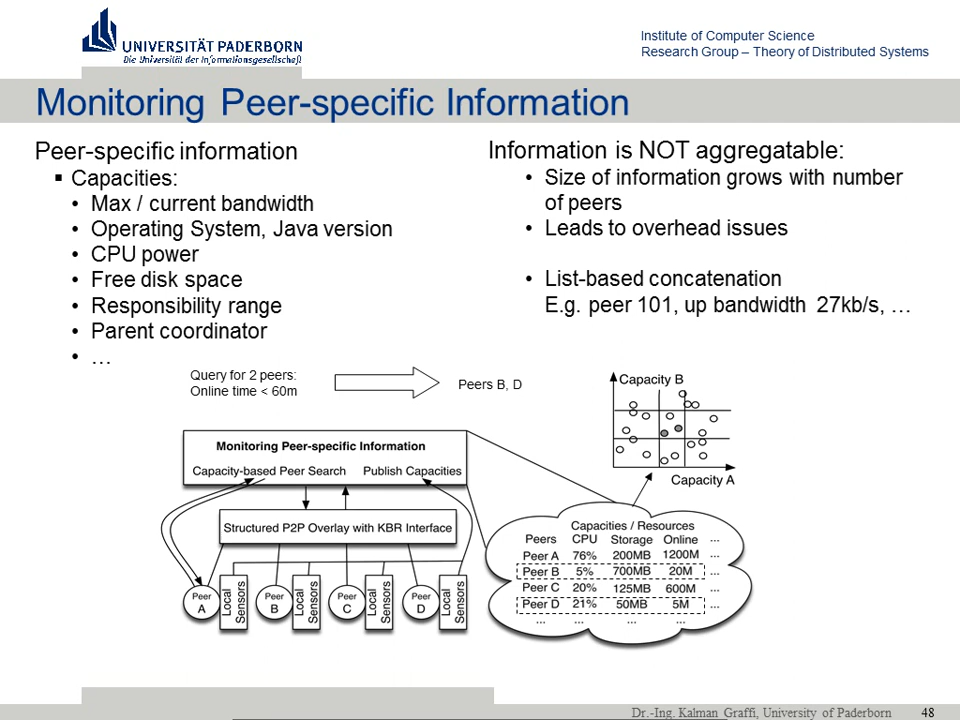 UNIVERSITÄT PADERBORN
Die Universität der Informationsgesellschaft
Institute of Computer Science
Research Group – Theory of Distributed Systems
Monitoring Peer-specific Information
Peer-specific information
▪ Capacities:
• Max / current bandwidth
• Operating System, Java version
• CPU power
• Free disk space
• Responsibility range
• Parent coordinator
• …
Information is NOT aggregatable:
• Size of information grows with number
of peers
• Leads to overhead issues
• List-based concatenation
E.g. peer 101, up bandwidth 27kb/s, …
Query for 2 peers:
Online time < 60m
Peers B, D
Capacity B
Capacity A
Monitoring Peer-specific Information
Capacity-based Peer Search Publish Capacities
Structured P2P Overlay with KBR Interface
Peer
A
Local
Sensors
Peer
B
Local
Sensors
Peer
C
Local
Sensors
Peer
D
Local
Sensors
Capacities / Resources
Peers CPU Storage Online ...
Peer A 76% 200MB 1200M ...
Peer B 5% 700MB 20M ...
Peer C 20% 125MB 600M ...
Peer D 21% 50MB 5M ...
... ... ... ...
Dr.-Ing. Kalman Graffi, University of Paderborn 48